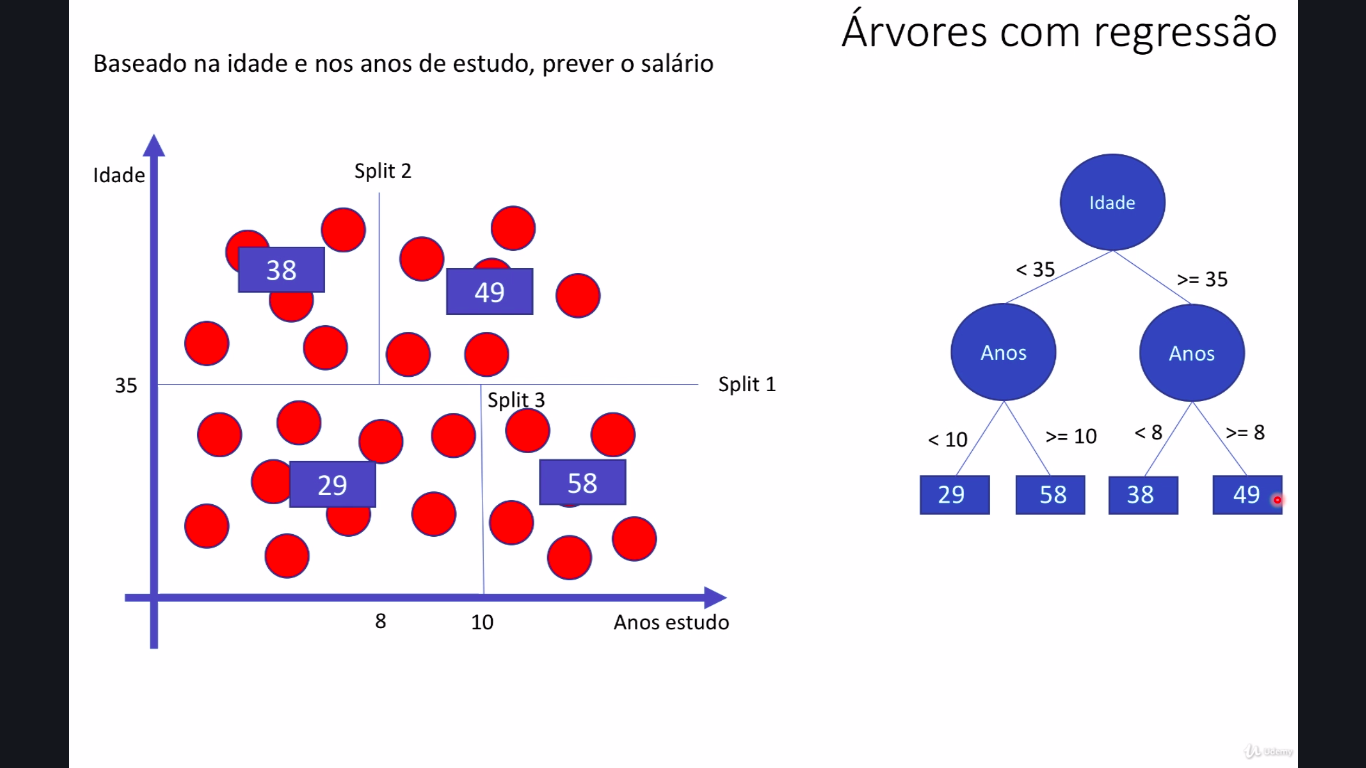 Árvores com regressão
Baseado na idade e nos anos de estudo, prever o salário
Idade
Split 2
38
49
35
Split 1
Split 3
29
58
8
10
Anos estudo
Idade
< 35
>= 35
Anos
Anos
< 10
>= 10
< 8
>= 8
29
58
38
49
Udemy